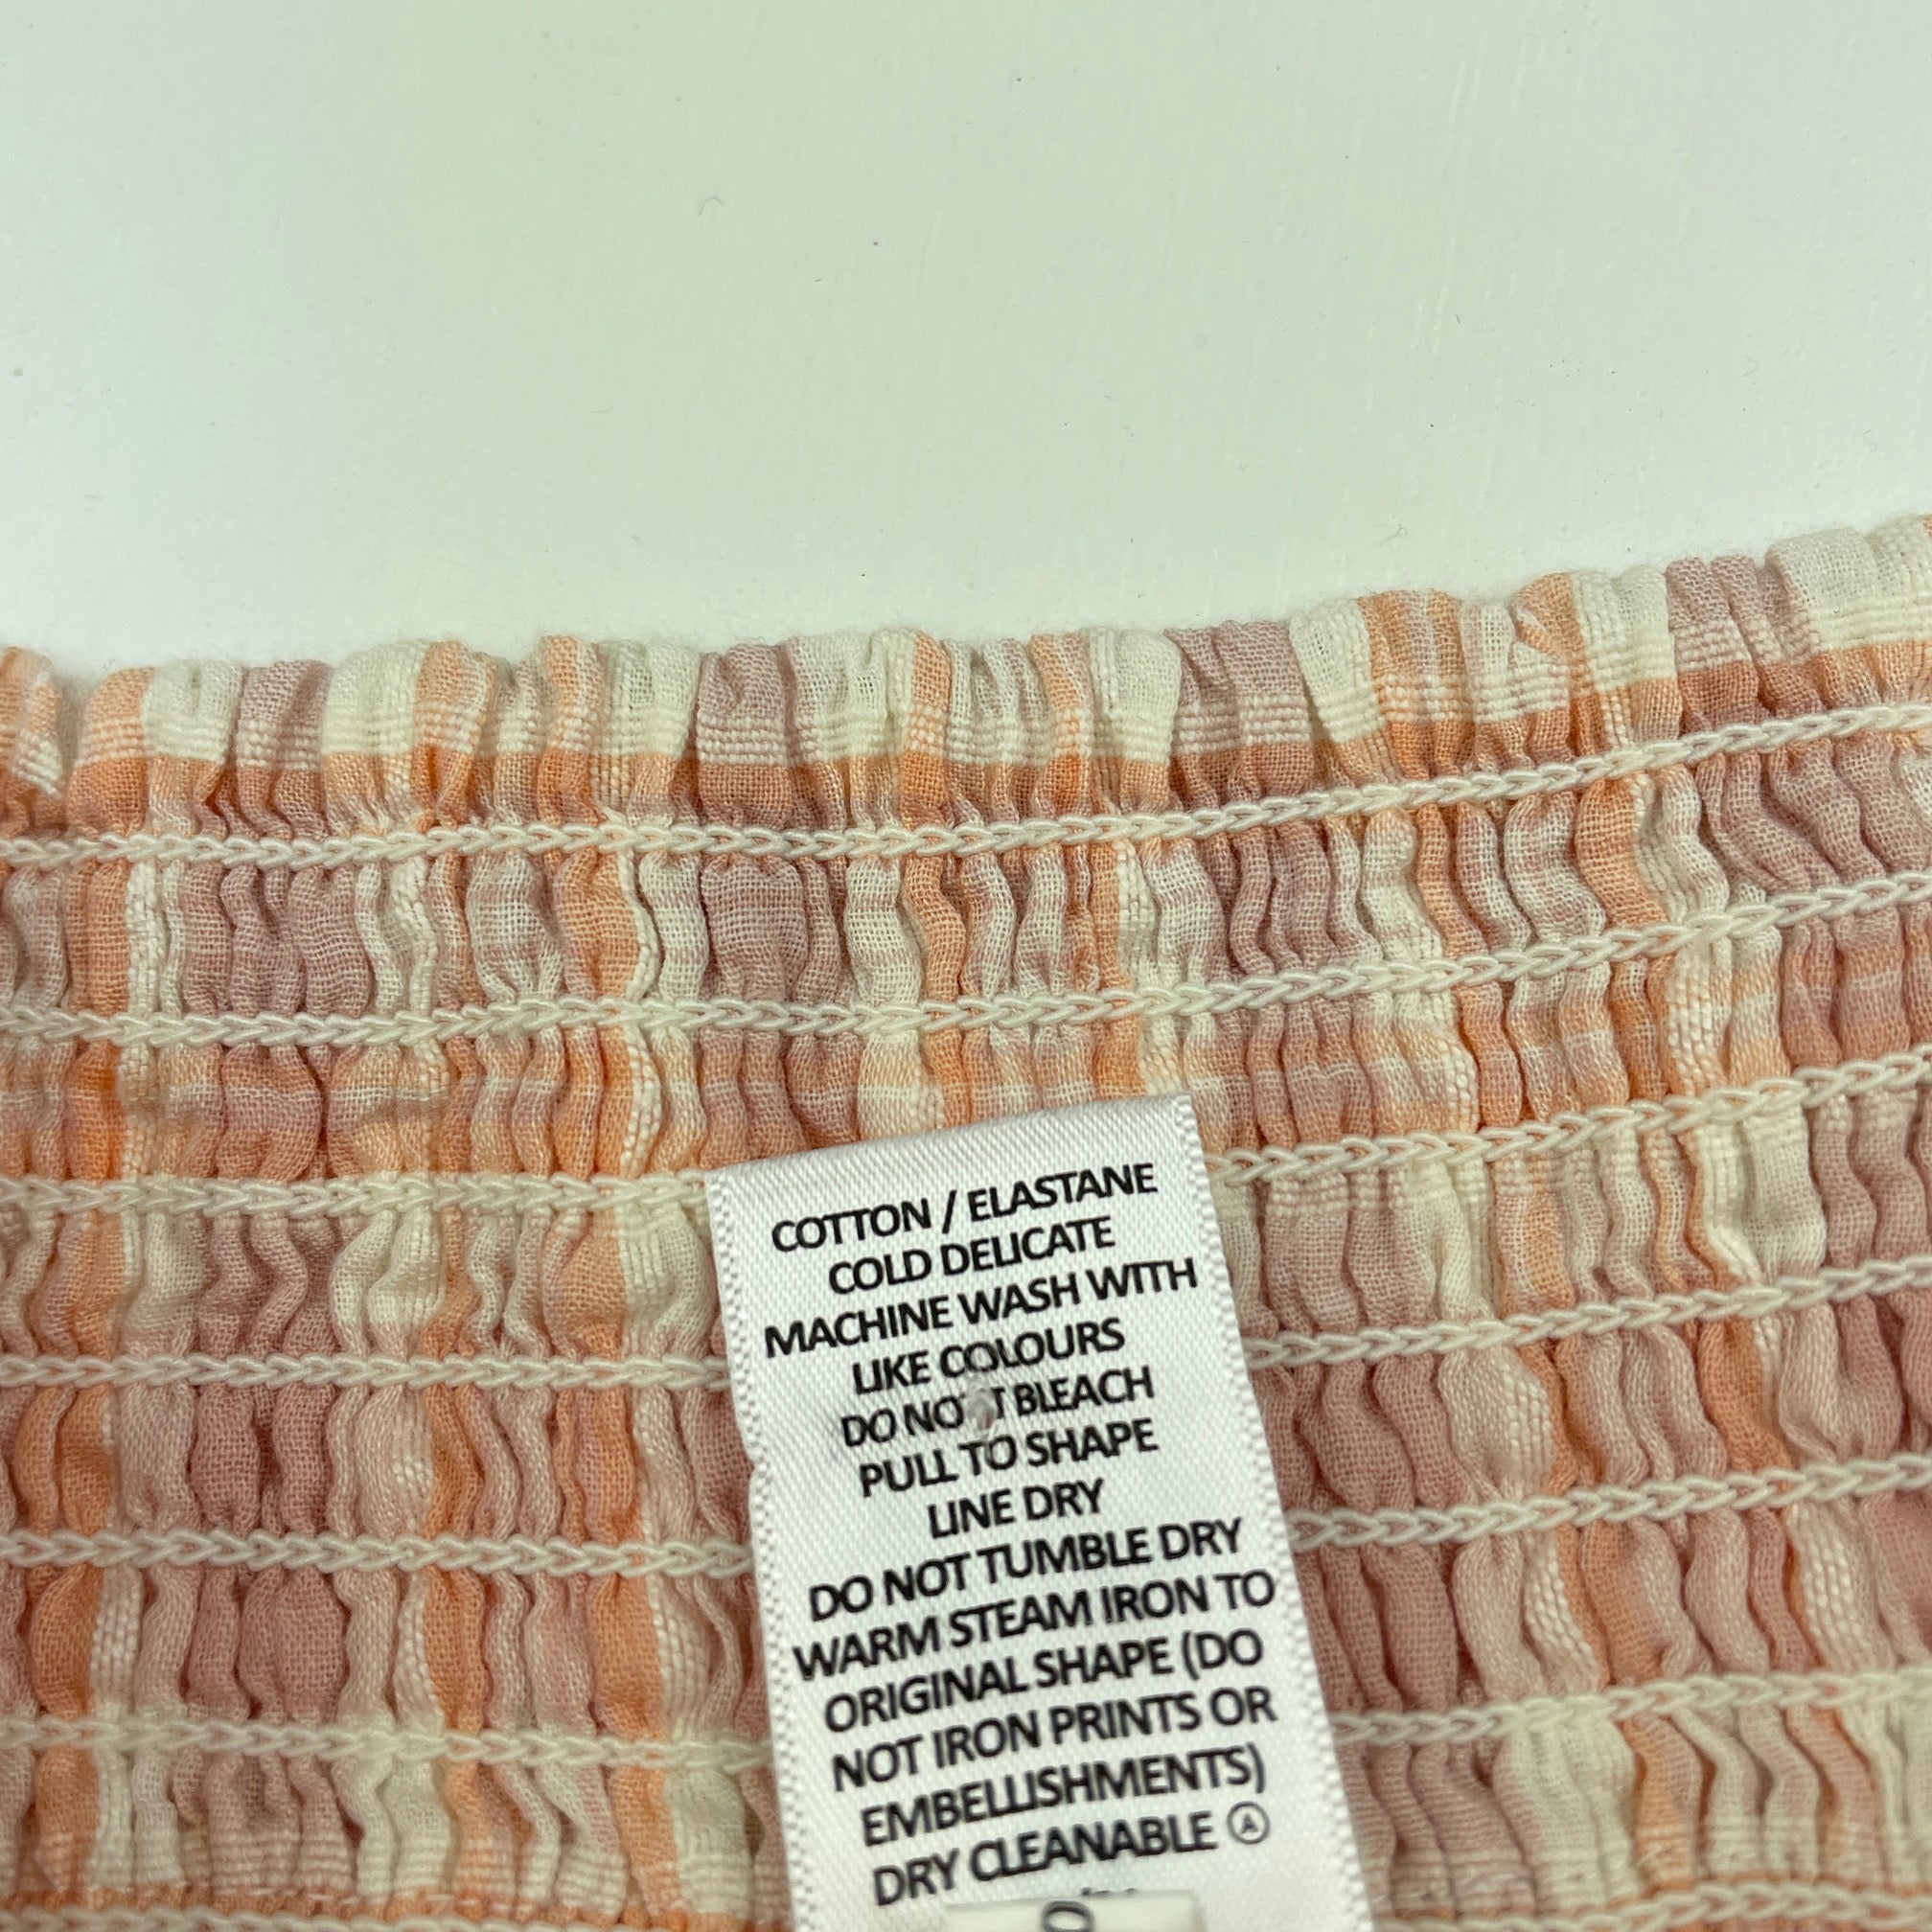 COTTON / ELASTANE
COLD DELICATE
MACHINE WASH WITH
LIKE COLOURS
DO NOT BLEACH
PULL TO SHAPE
LINE DRY
DO NOT TUMBLE DRY
WARM STEAM IRON TO
ORIGINAL SHAPE (DO
NOT IRON PRINTS OR
EMBELLISHMENTS)
DRY CLEANABLE Ⓐ